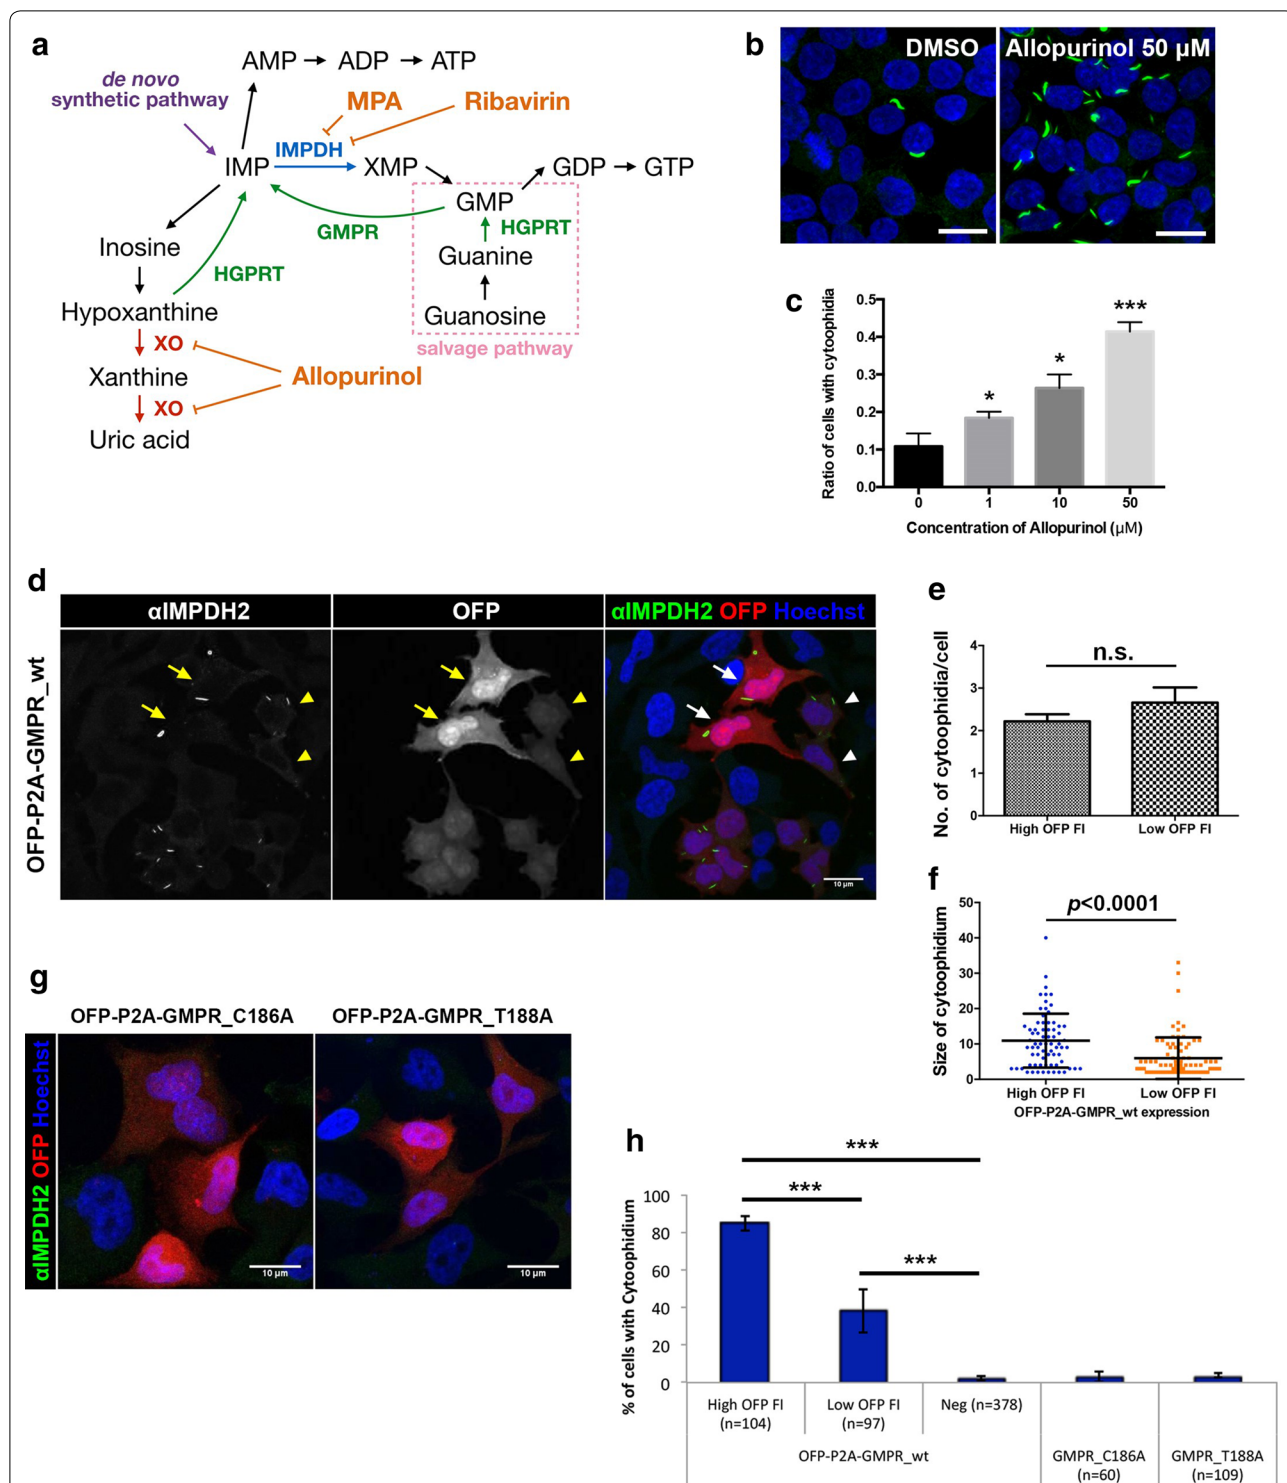 a
AMP ADP ATP
de novo
synthetic pathway
MPA Ribavirin
IMPDH
IMP XMP GDP GTP
GMP
GMPR HGPRT
Inosine Guanine
HGPRT
Hypoxanthine Guanosine
salvage pathway
XO
Xanthine Allopurinol
XO
Uric acid
b
DMSO Allopurinol 50 µM
c
Ratio of cells with cytoophidia
0.5
0.4
0.3
0.2
0.1
0.0
* * ***
0 1 10 50
Concentration of Allopurinol (µM)
d
αIMPDH2 OFP αIMPDH2 OFP Hoechst
OFP-P2A-GMPR_wt
10 µm
e
No. of cytoophidia/cell
4
3
2
1
0
n.s.
High OFP FI Low OFP FI
f
Size of cytoophidium
50
40
30
20
10
0
p<0.0001
High OFP FI Low OFP FI
OFP-P2A-GMPR_wt expression
g
OFP-P2A-GMPR_C186A OFP-P2A-GMPR_T188A
αIMPDH2 OFP Hoechst
10 µm 10 µm
h
% of cells with Cytoophidium
100
80
60
40
20
0
***
***
***
High OFP FI Low OFP FI Neg (n=378)
(n=104) (n=97)
OFP-P2A-GMPR_wt GMPR_C186A GMPR_T188A
(n=60) (n=109)